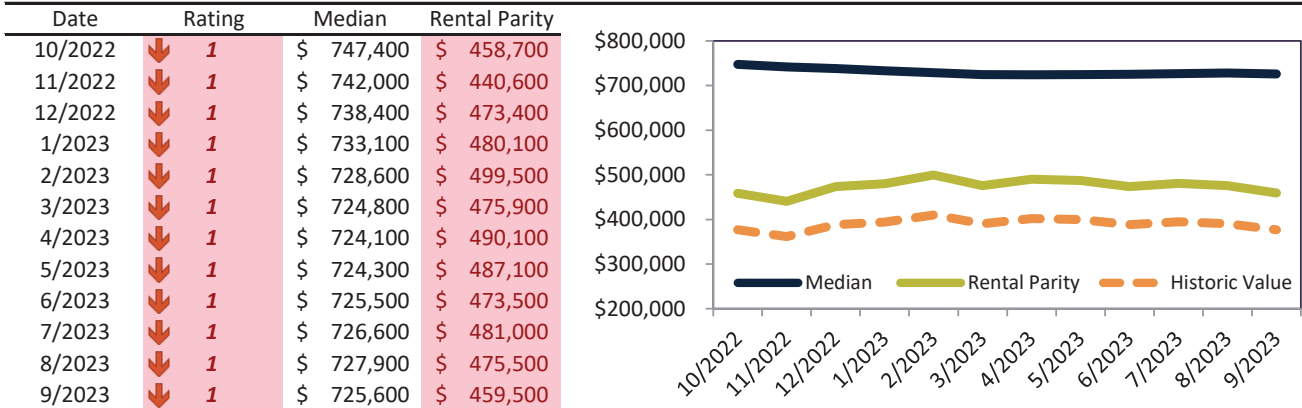 Date Rating Median Rental Parity
10/2022 1 $ 747,400 $ 458,700
11/2022 1 $ 742,000 $ 440,600
12/2022 1 $ 738,400 $ 473,400
1/2023 1 $ 733,100 $ 480,100
2/2023 1 $ 728,600 $ 499,500
3/2023 1 $ 724,800 $ 475,900
4/2023 1 $ 724,100 $ 490,100
5/2023 1 $ 724,300 $ 487,100
6/2023 1 $ 725,500 $ 473,500
7/2023 1 $ 726,600 $ 481,000
8/2023 1 $ 727,900 $ 475,500
9/2023 1 $ 725,600 $ 459,500
$800,000
$700,000
$600,000
$500,000
$400,000
$300,000
$200,000
Median Rental Parity Historic Value
10/2022 11/2022 12/2022 1/2023 2/2023 3/2023 4/2023 5/2023 6/2023 7/2023 8/2023 9/2023